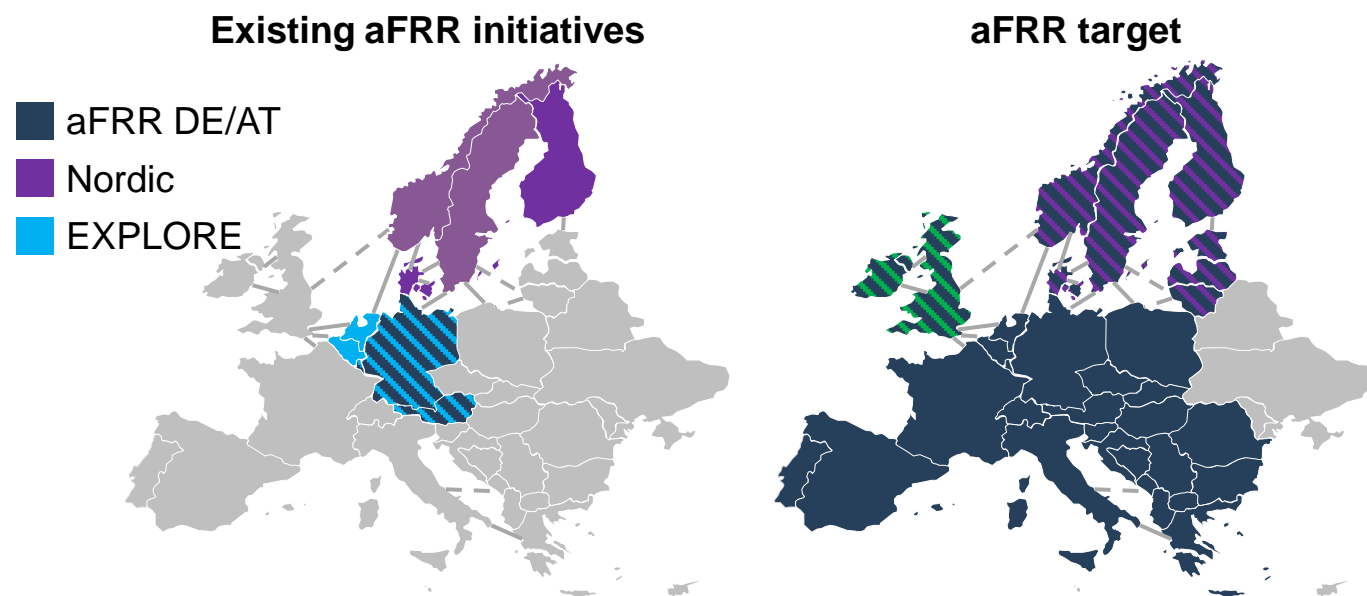 Existing aFRR initiatives
aFRR target
aFRR DE/AT
Nordic
EXPLORE